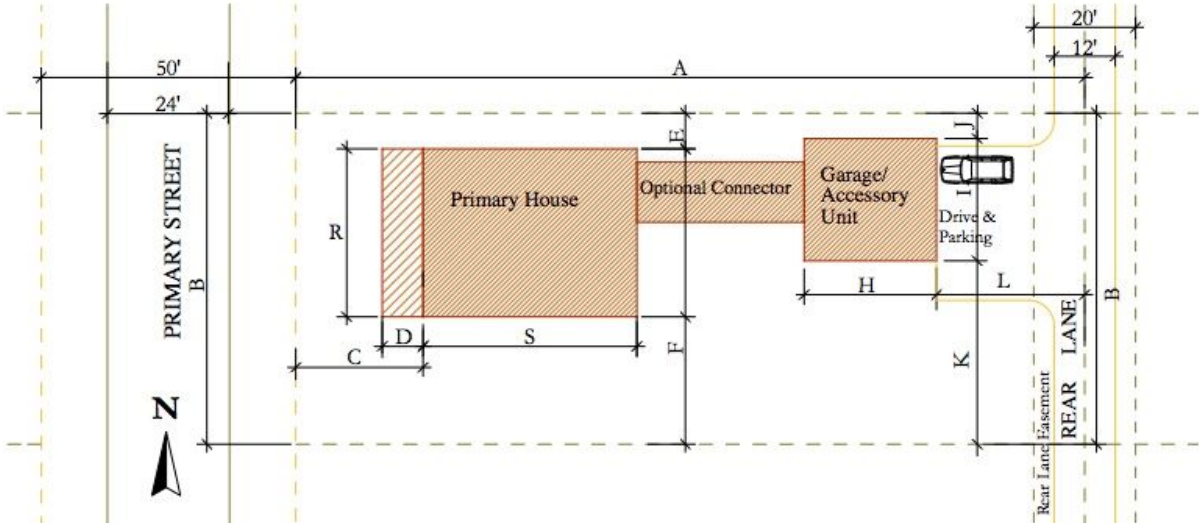 20'
50'
A
12'
24'
E
J
PRIMARY STREET
Primary House
Optional Connector
Garage/
Accessory
Unit
I
Drive &
Parking
R
B
H
L
B
D
S
C
F
K
REAR LANE
Rear Lane Easement
N